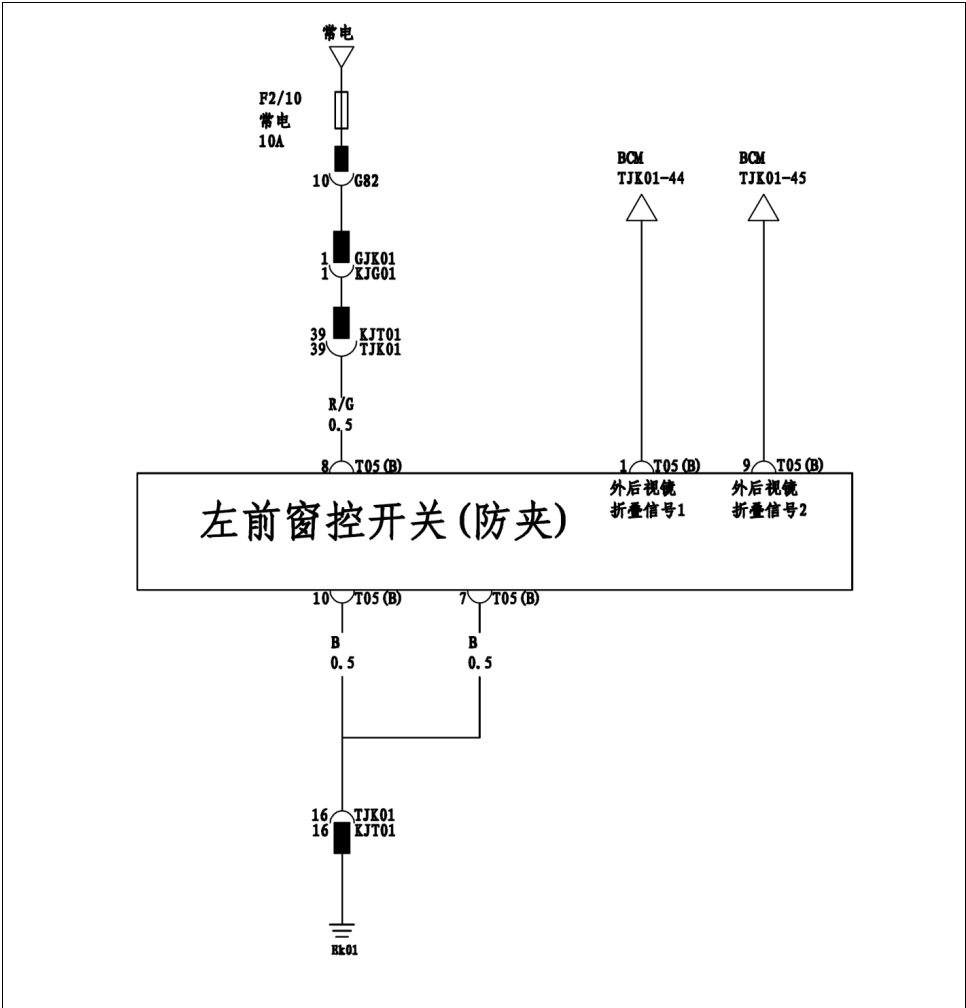 常电
F2/10
常电
10A
10 G82
1 GJK01
1 KJG01
39 KJT01
39 TJK01
R/G
0.5
8 T05(B)
BCM
TJK01-44
BCM
TJK01-45
1 T05(B)
9 T05(B)
外后视镜
折叠信号1
外后视镜
折叠信号2
左前窗控开关(防夹)
10 T05(B)
7 T05(B)
B
0.5
B
0.5
16 TJK01
16 KJT01
Ek01